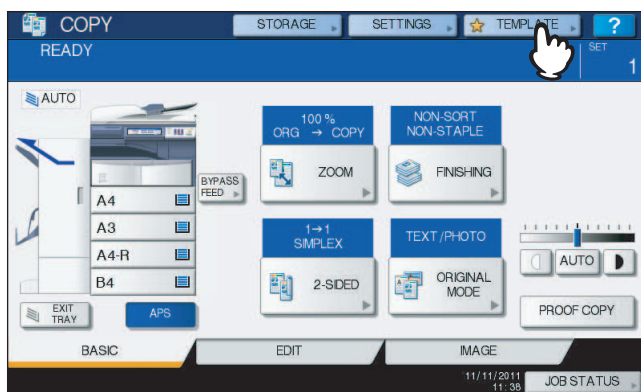 COPY
STORAGE
SETTINGS
TEMPLATE
?
READY
SET
1
AUTO
100 %
ORG → COPY
NON-SORT
NON-STAPLE
ZOOM
FINISHING
BYPASS
FEED
A4
A3
A4-R
B4
1→1
SIMPLEX
TEXT/PHOTO
2-SIDED
ORIGINAL
MODE
AUTO
EXIT
TRAY
APS
PROOF COPY
BASIC
EDIT
IMAGE
11/11/2011
11:38
JOB STATUS